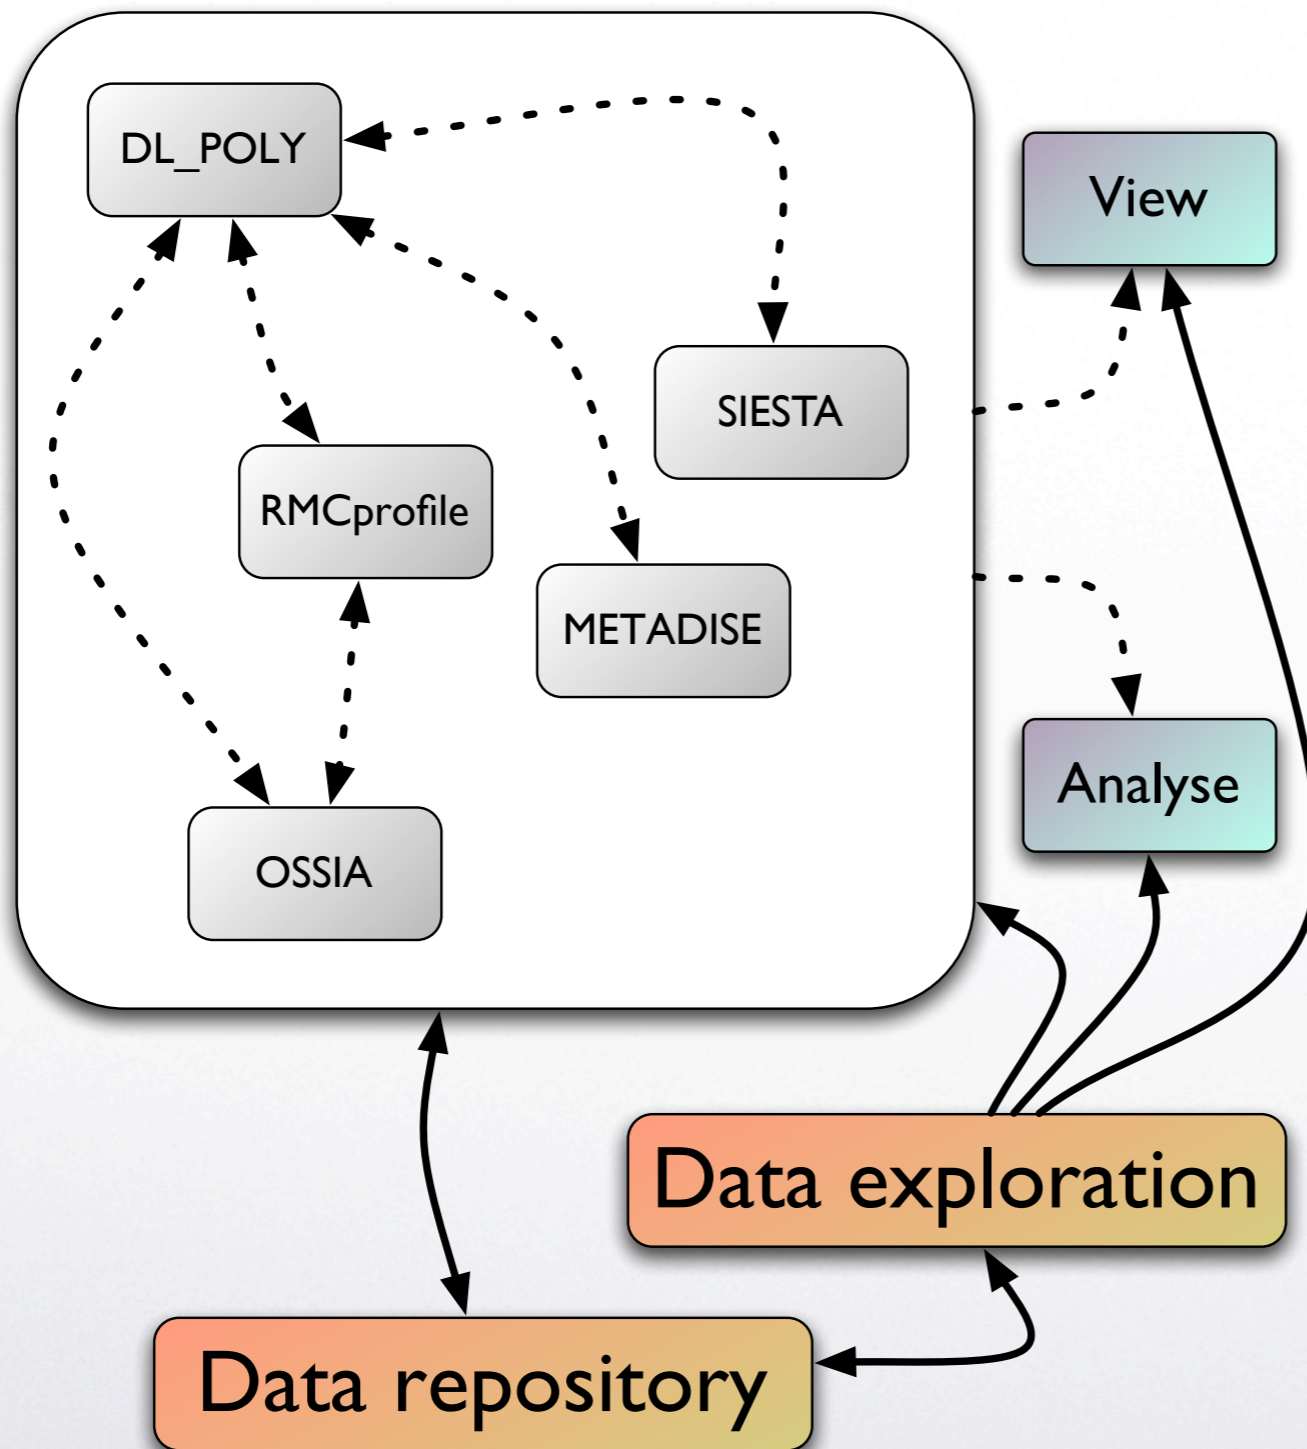 DL_POLY
View
SIESTA
RMCprofile
METADISE
Analyse
OSSIA
Data exploration
Data repository